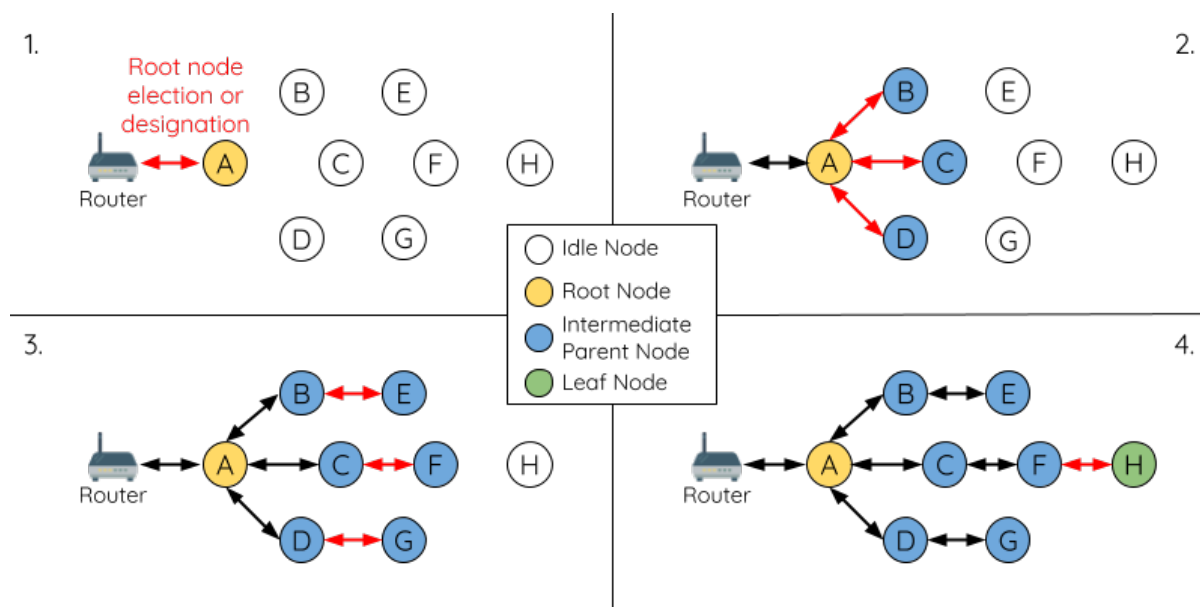 1.
Root node
election or
designation
B
E
A
C
F
H
Router
D
G
2.
B
E
A
C
F
H
Router
D
G
Idle Node
Root Node
Intermediate
Parent Node
Leaf Node
3.
B
E
A
C
F
H
Router
D
G
4.
B
E
A
C
F
H
Router
D
G